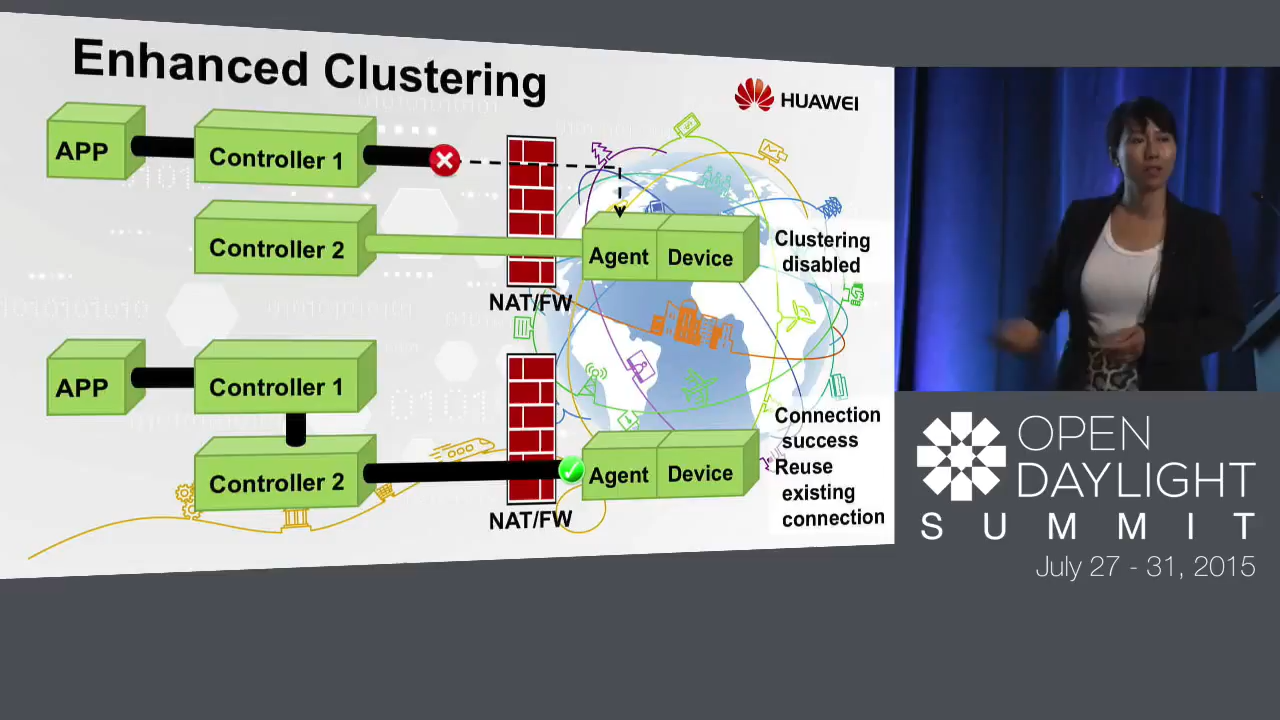 Enhanced Clustering
HUAWEI
APP
Controller 1
Controller 2
Agent
Device
Clustering
disabled
NAT/FW
APP
Controller 1
Controller 2
Agent
Device
Connection
success
Reuse
existing
connection
NAT/FW
OPEN
DAYLIGHT
SUMMIT
July 27 - 31, 2015